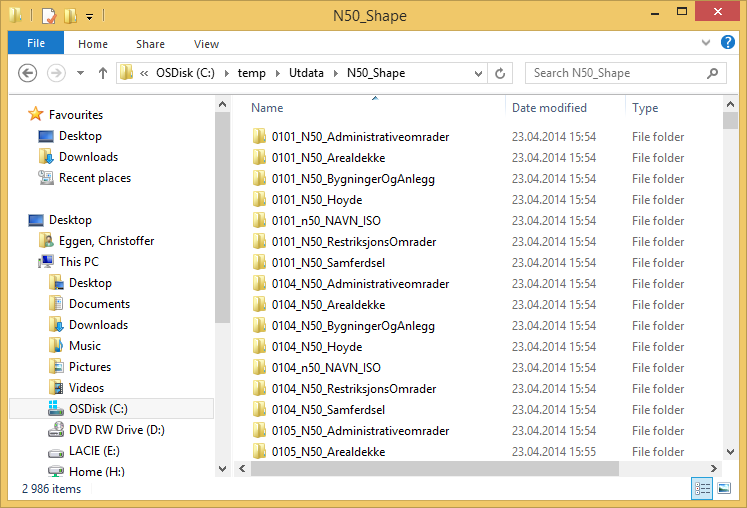 N50_Shape
File Home Share View
« OSDisk (C:) temp Utdata N50_Shape Search N50_Shape
Favourites
Desktop
Downloads
Recent places
Desktop
Eggen, Christoffer
This PC
Desktop
Documents
Downloads
Music
Pictures
Videos
OSDisk (C:)
DVD RW Drive (D:)
LACIE (E:)
Home (H:)
Name Date modified Type
0101_N50_Administrativeomrader 23.04.2014 15:54 File folder
0101_N50_Arealdekke 23.04.2014 15:54 File folder
0101_N50_BygningerOgAnlegg 23.04.2014 15:54 File folder
0101_N50_Hoyde 23.04.2014 15:54 File folder
0101_n50_NAVN_ISO 23.04.2014 15:54 File folder
0101_N50_RestriksjonsOmrader 23.04.2014 15:54 File folder
0101_N50_Samferdsel 23.04.2014 15:54 File folder
0104_N50_Administrativeomrader 23.04.2014 15:54 File folder
0104_N50_Arealdekke 23.04.2014 15:54 File folder
0104_N50_BygningerOgAnlegg 23.04.2014 15:54 File folder
0104_N50_Hoyde 23.04.2014 15:54 File folder
0104_n50_NAVN_ISO 23.04.2014 15:54 File folder
0104_N50_RestriksjonsOmrader 23.04.2014 15:54 File folder
0104_N50_Samferdsel 23.04.2014 15:54 File folder
0105_N50_Administrativeomrader 23.04.2014 15:54 File folder
0105_N50_Arealdekke 23.04.2014 15:55 File folder
2 986 items